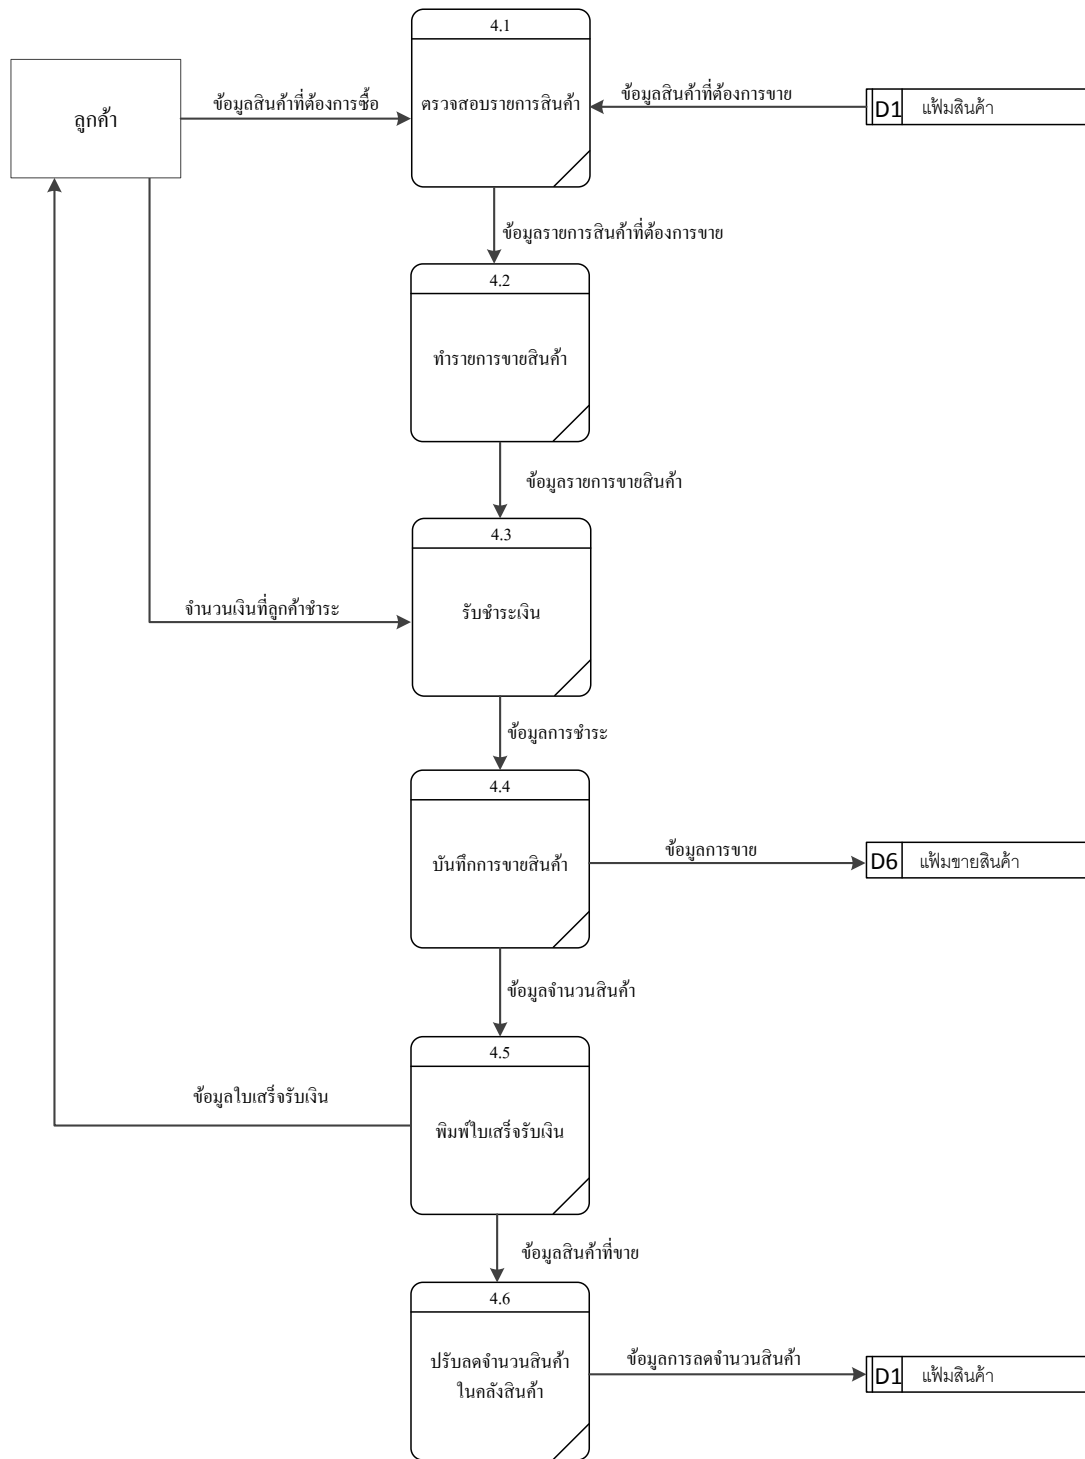 4.1
ลูกค้า
ข้อมูลสินค้าที่ต้องการซื้อ
ตรวจสอบรายการสินค้า
ข้อมูลสินค้าที่ต้องการขาย
D1 แฟ้มสินค้า
ข้อมูลรายการสินค้าที่ต้องการขาย
4.2
ทำรายการขายสินค้า
ข้อมูลรายการขายสินค้า
4.3
จำนวนเงินที่ลูกค้าชำระ
รับชำระเงิน
ข้อมูลการชำระ
4.4
บันทึกการขายสินค้า
ข้อมูลการขาย
D6 แฟ้มขายสินค้า
ข้อมูลจำนวนสินค้า
4.5
ข้อมูลใบเสร็จรับเงิน
พิมพ์ใบเสร็จรับเงิน
ข้อมูลสินค้าที่ขาย
4.6
ปรับลดจำนวนสินค้า
ในคลังสินค้า
ข้อมูลการลดจำนวนสินค้า
D1 แฟ้มสินค้า